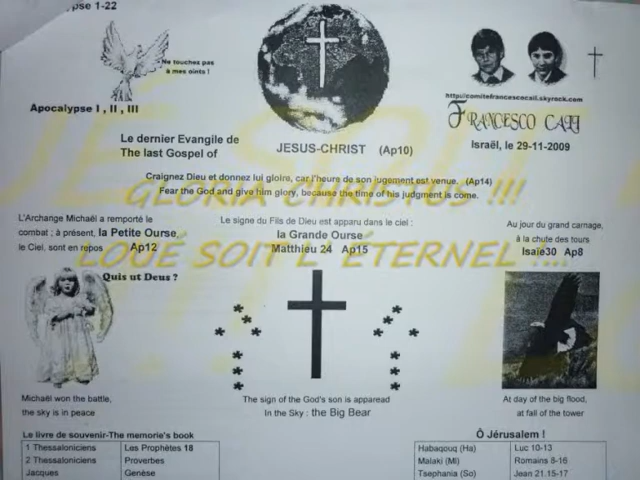 pse 1-22
Ne touches pas
à mes oints !
Apocalypse I , II , III
http://comitefrancescocali.skyrock.com
FRANCESCO CALI
Israël, le 29-11-2009
Le dernier Evangile de
The last Gospel of
JESUS-CHRIST (Ap10)
Craignez Dieu et donnez lui gloire, car l'heure de son jugement est venue. (Ap14)
Fear the God and give him glory, because the time of his judgment is come.
GLORIA CHRISTUS !!!
L'Archange Michaël a remporté le
combat ; à présent, la Petite Ourse,
le Ciel, sont en repos Ap12
Le signe du Fils de Dieu est apparu dans le ciel :
la Grande Ourse
Matthieu 24 Ap15
Au jour du grand carnage,
à la chute des tours
Isaïe30 Ap8
LOUÉ SOIT L' ÉTERNEL !...
Quis ut Deus ?
Michaël won the battle,
the sky is in peace
The sign of the God's son is apparead
In the Sky : the Big Bear
At day of the big flood,
at fall of the tower
Le livre de souvenir-The memorie's book
1 Thessaloniciens Les Prophètes 18
2 Thessaloniciens Proverbes
Jacques Genèse
Ô Jérusalem !
Habaqouq (Ha) Luc 10-13
Malaki (Ml) Romains 8-16
Tsephania (So) Jean 21.15-17